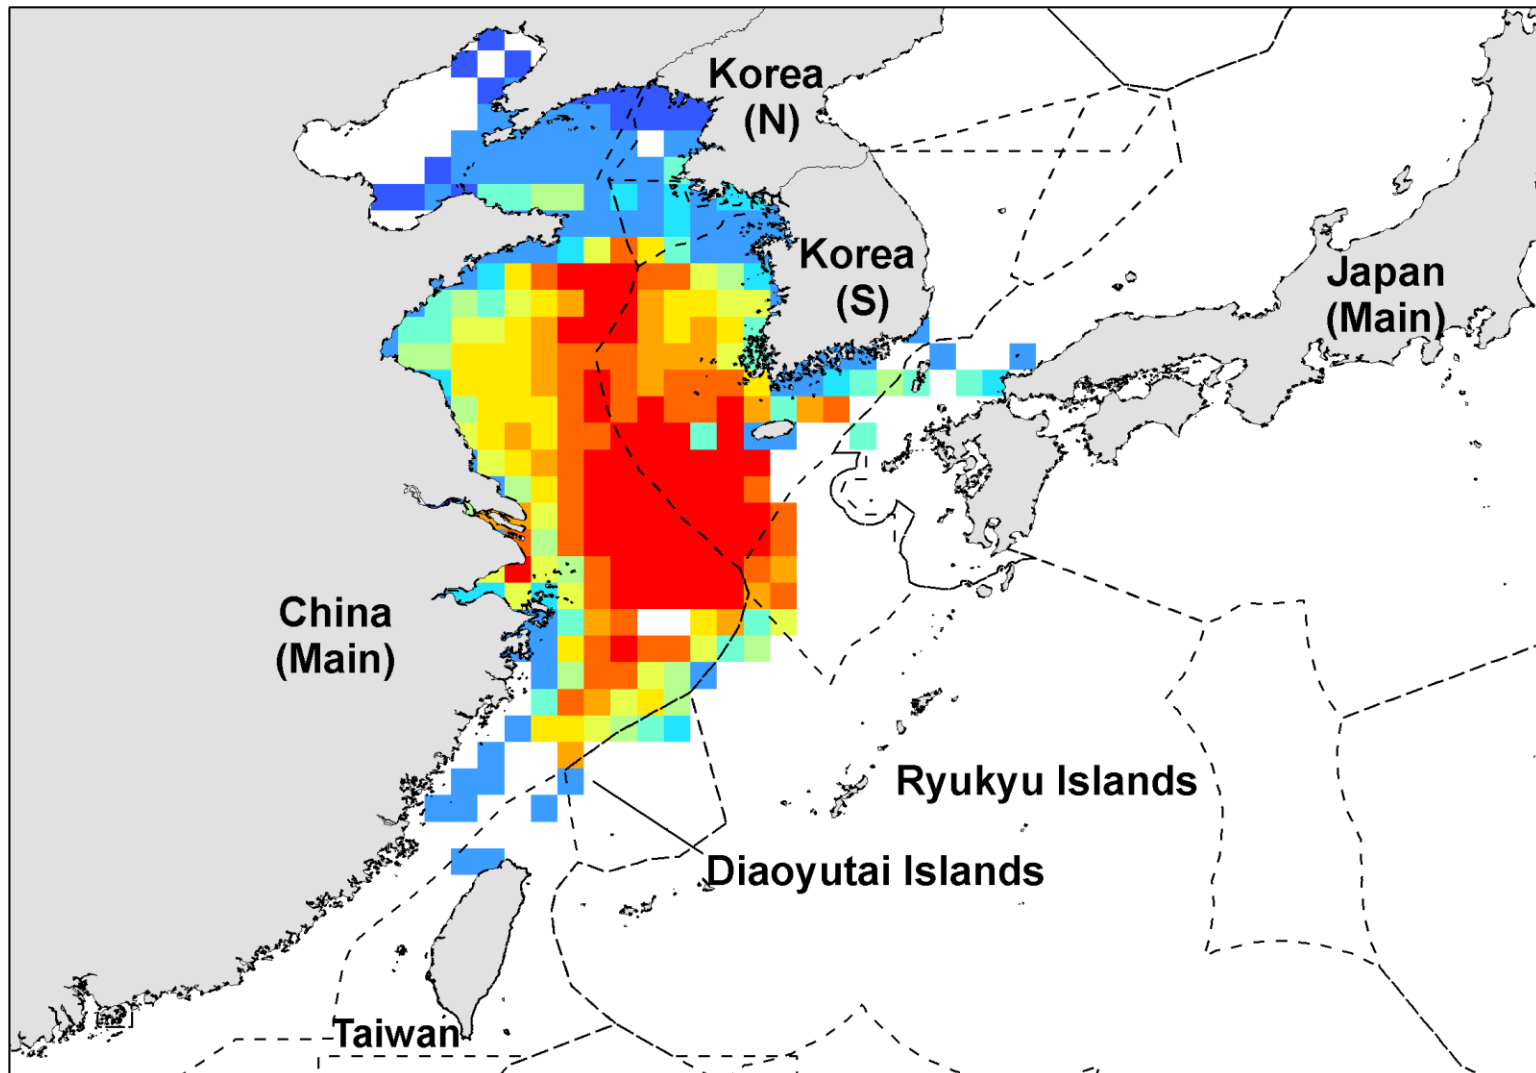 Korea
(N)
Korea
(S)
Japan
(Main)
China
(Main)
Ryukyu Islands
Diaoyutai Islands
Taiwan